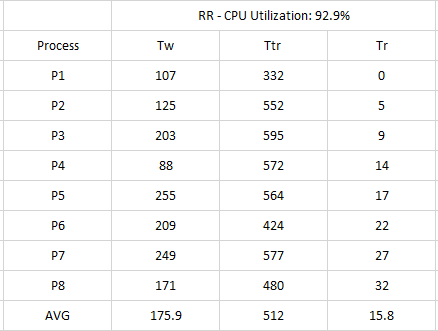 RR - CPU Utilization: 92.9%
Process Tw Ttr Tr
P1 107 332 0
P2 125 552 5
P3 203 595 9
P4 88 572 14
P5 255 564 17
P6 209 424 22
P7 249 577 27
P8 171 480 32
AVG 175.9 512 15.8